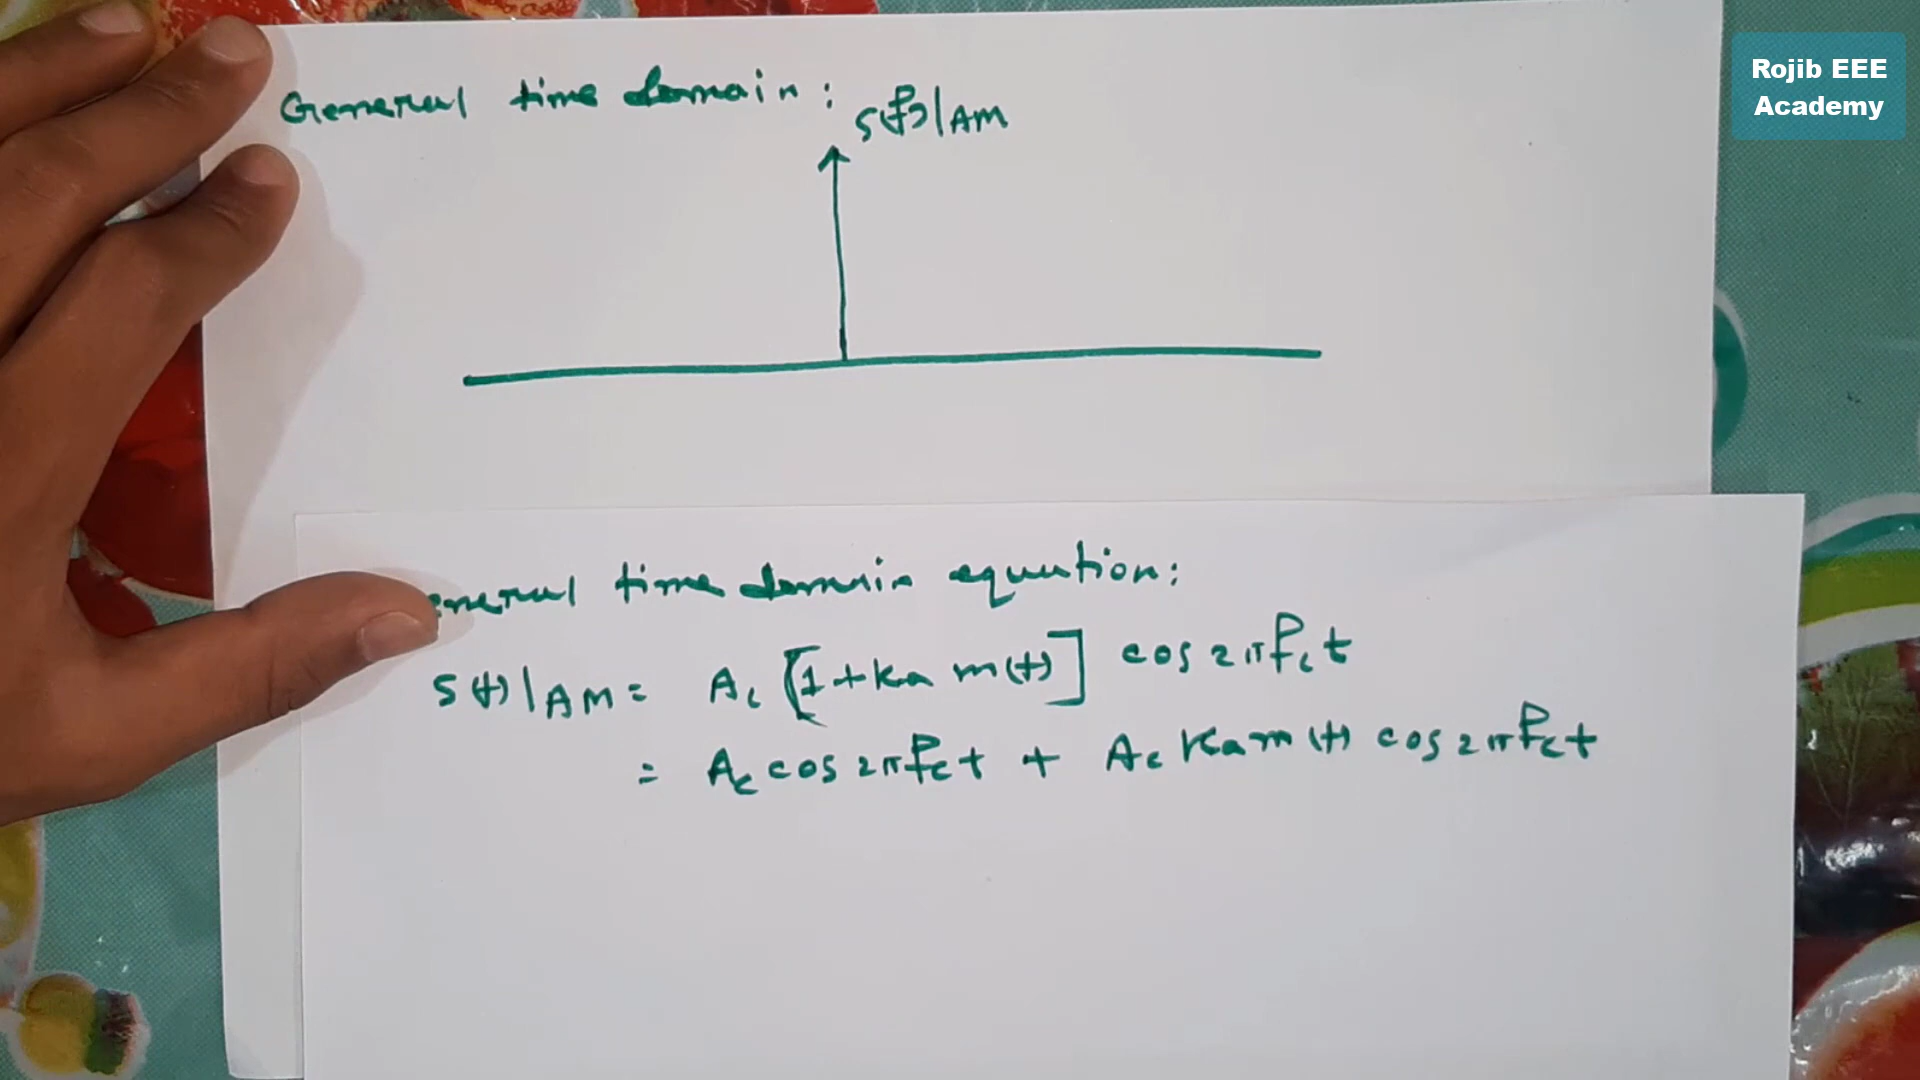 Rojib EEE
Academy
General time domain :
S(f)|AM
eneral time domain equation:
S(t)|AM = Ac [1+Ka m(t)] cos 2πfct
= Ac cos 2πfct + Ac Ka m(t) cos 2πfct